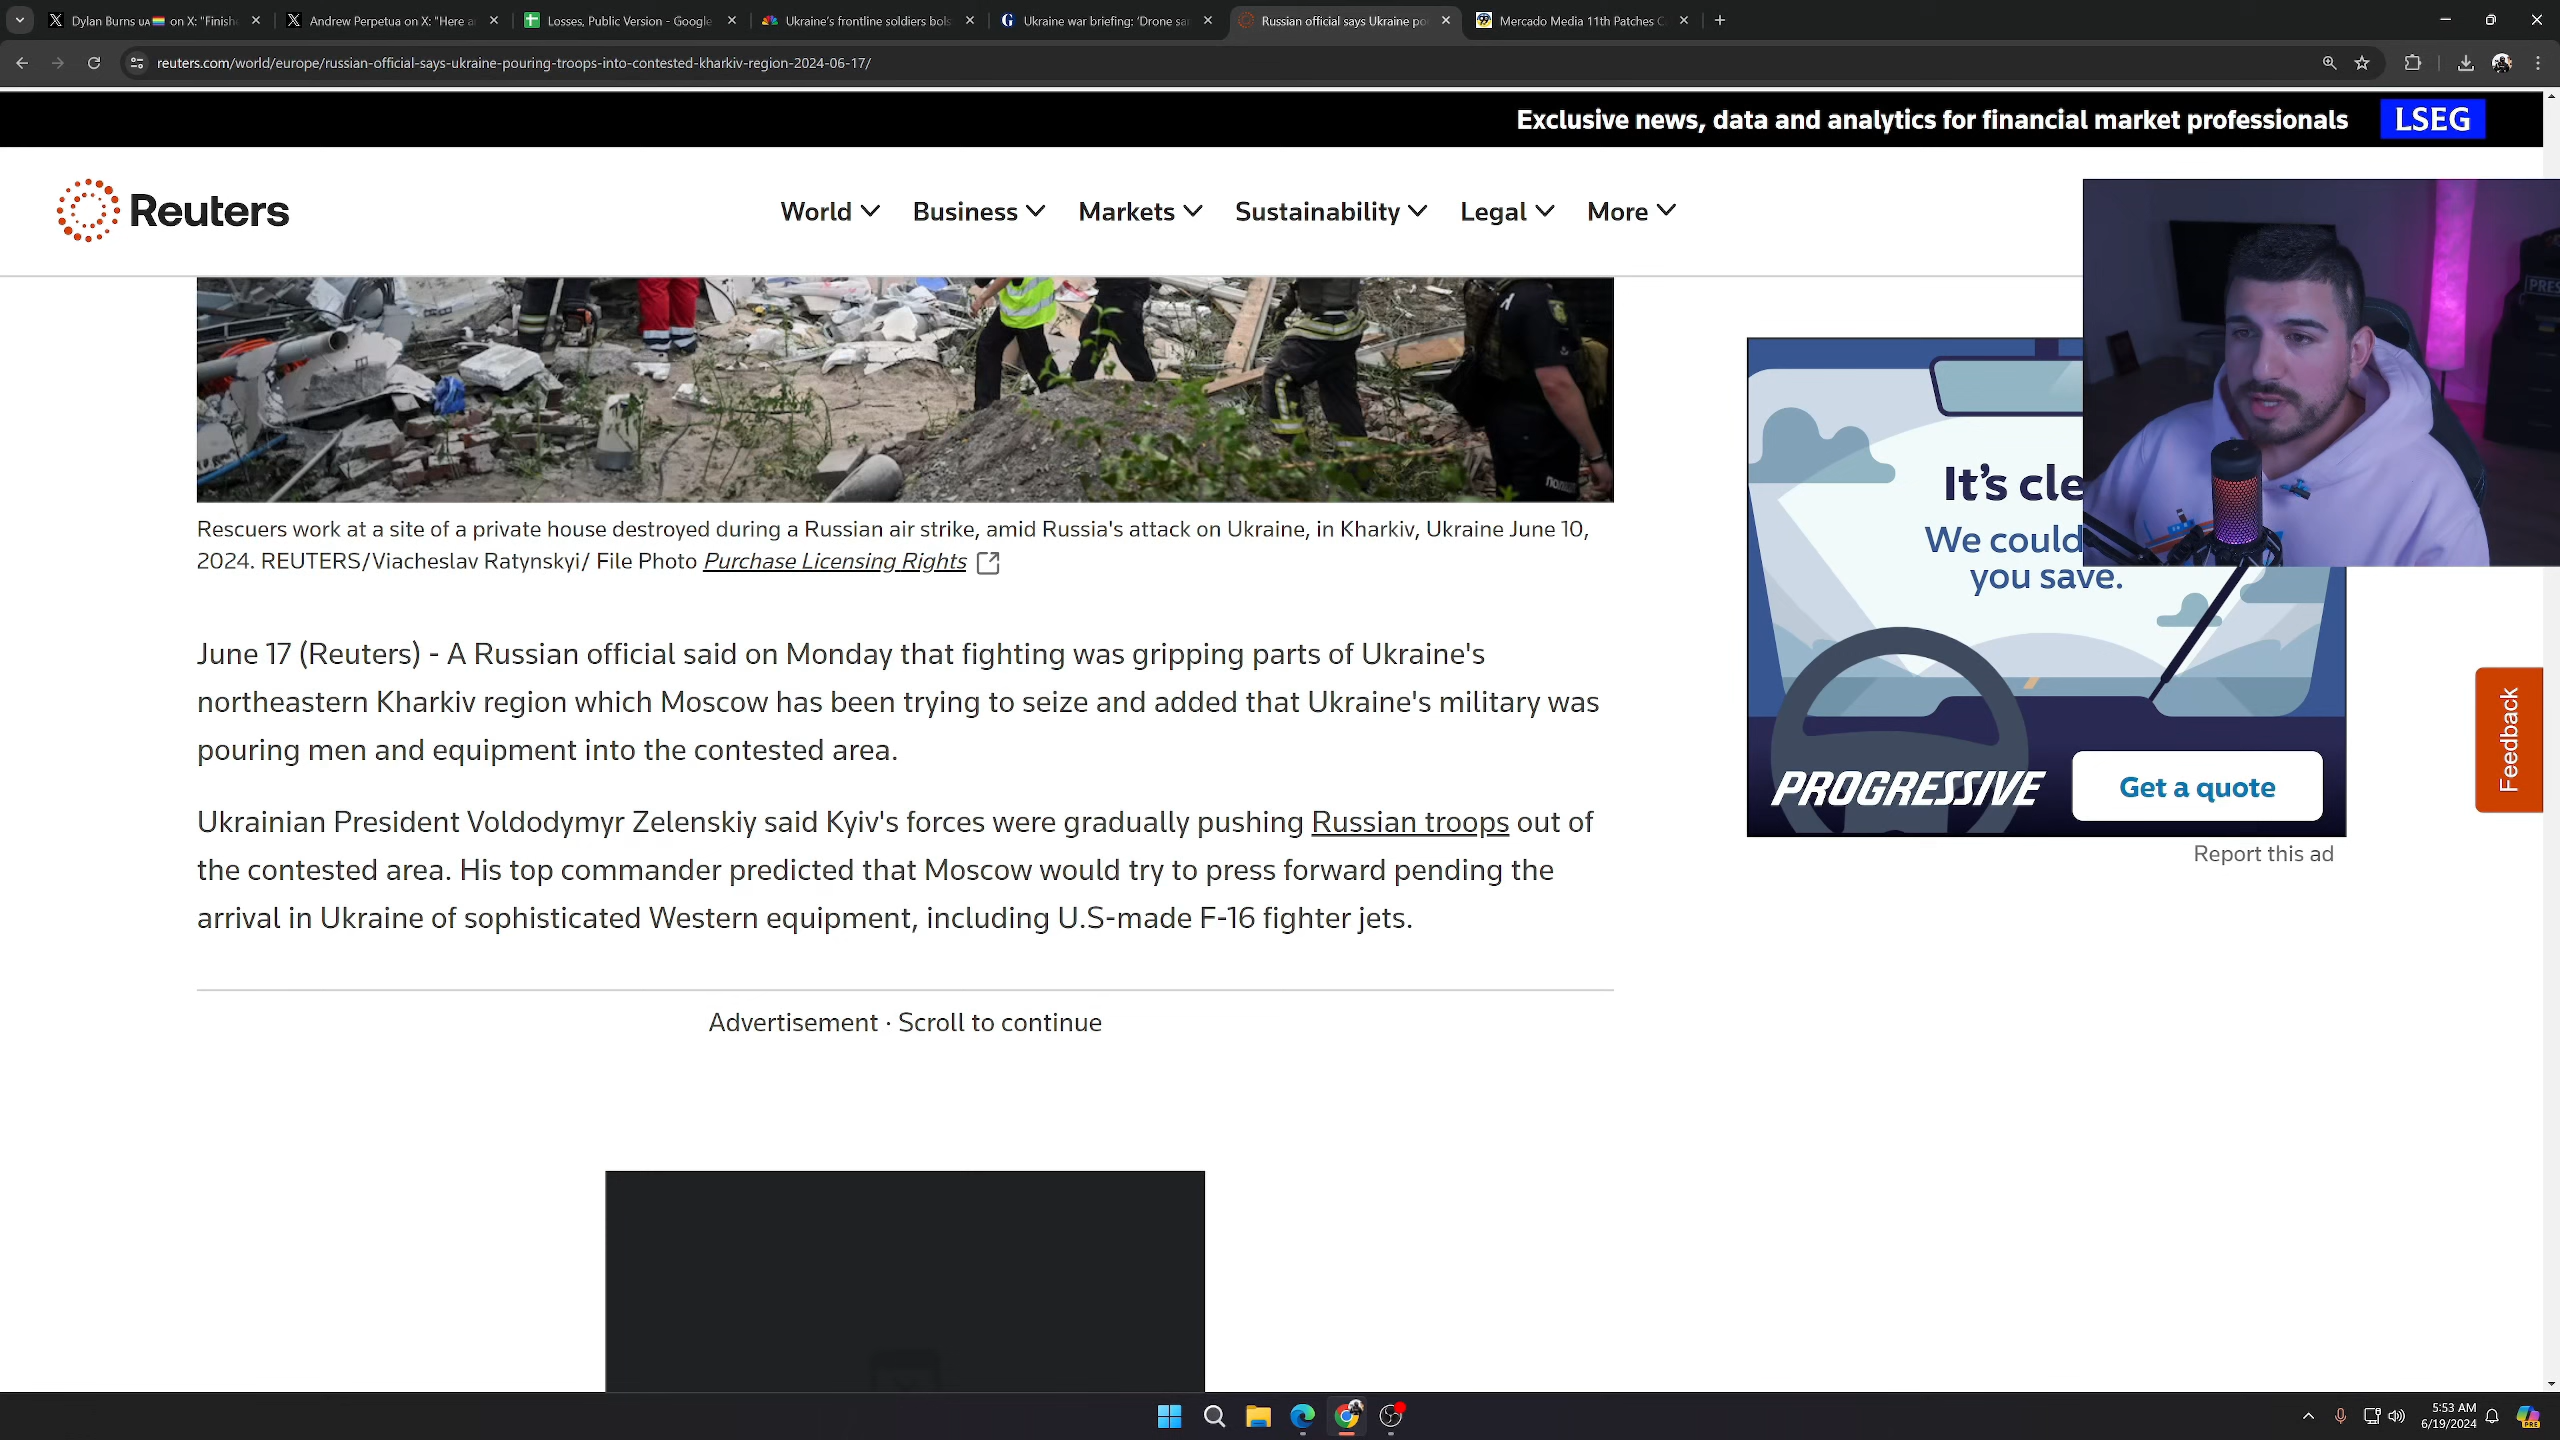 Dylan Burns UA on X: "Finishe
Andrew Perpetua on X: "Here a
Losses, Public Version - Google
Ukraine's frontline soldiers bols
G
Ukraine war briefing: 'Drone sa
Russian official says Ukraine po
Mercado Media 11th Patches C
reuters.com/world/europe/russian-official-says-ukraine-pouring-troops-into-contested-kharkiv-region-2024-06-17/
Exclusive news, data and analytics for financial market professionals
LSEG
Reuters
World
Business
Markets
Sustainability
Legal
More
PRES
It's cle
We could
you save.
PROGRESSIVE
Get a quote
Report this ad
Feedback
Rescuers work at a site of a private house destroyed during a Russian air strike, amid Russia's attack on Ukraine, in Kharkiv, Ukraine June 10,
2024. REUTERS/Viacheslav Ratynskyi/ File Photo Purchase Licensing Rights
June 17 (Reuters) - A Russian official said on Monday that fighting was gripping parts of Ukraine's
northeastern Kharkiv region which Moscow has been trying to seize and added that Ukraine's military was
pouring men and equipment into the contested area.
Ukrainian President Voldodymyr Zelenskiy said Kyiv's forces were gradually pushing Russian troops out of
the contested area. His top commander predicted that Moscow would try to press forward pending the
arrival in Ukraine of sophisticated Western equipment, including U.S-made F-16 fighter jets.
Advertisement · Scroll to continue
5:53 AM
6/19/2024
PRE